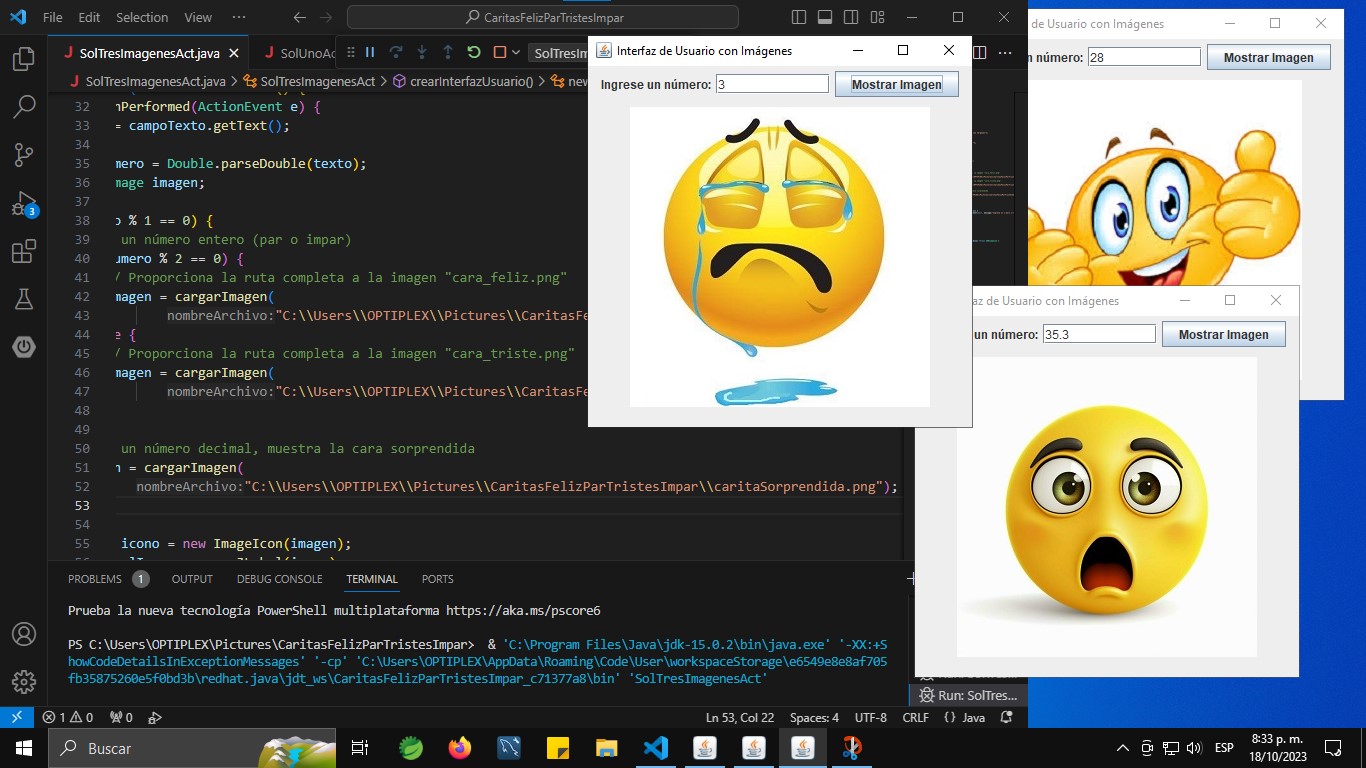 File Edit Selection View ··· CaritasFelizParTristesImpar
SolTresImagenesAct.java SolUnoAc SolTresIm
SolTresImagenesAct.java > SolTresImagenesAct > crearInterfazUsuario() > new
32 nPerformed(ActionEvent e) {
33 = campoTexto.getText();
34
35 mero = Double.parseDouble(texto);
36 mage imagen;
37
38 o % 1 == 0) {
39 un número entero (par o impar)
40 umero % 2 == 0) {
41 / Proporciona la ruta completa a la imagen "cara_feliz.png"
42 magen = cargarImagen(
43 nombreArchivo:"C:\\Users\\OPTIPLEX\\Pictures\\CaritasFe
44 e {
45 / Proporciona la ruta completa a la imagen "cara_triste.png"
46 magen = cargarImagen(
47 nombreArchivo:"C:\\Users\\OPTIPLEX\\Pictures\\CaritasFe
48
49
50 un número decimal, muestra la cara sorprendida
51 n = cargarImagen(
52 nombreArchivo:"C:\\Users\\OPTIPLEX\\Pictures\\CaritasFelizParTristesImpar\\caritaSorprendida.png");
53
54
55 icono = new ImageIcon(imagen);
PROBLEMS 1 OUTPUT DEBUG CONSOLE TERMINAL PORTS
Prueba la nueva tecnología PowerShell multiplataforma https://aka.ms/pscore6
PS C:\Users\OPTIPLEX\Pictures\CaritasFelizParTristesImpar> & 'C:\Program Files\Java\jdk-15.0.2\bin\java.exe' '-XX:+S
howCodeDetailsInExceptionMessages' '-cp' 'C:\Users\OPTIPLEX\AppData\Roaming\Code\User\workspaceStorage\e6549e8e8af705
fb35875260e5f0bd3b\redhat.java\jdt_ws\CaritasFelizParTristesImpar_c71377a8\bin' 'SolTresImagenesAct'
Run: SolTres...
1 0 0 Ln 53, Col 22 Spaces: 4 UTF-8 CRLF {} Java
3
Interfaz de Usuario con Imágenes
Ingrese un número: 3 Mostrar Imagen
de Usuario con Imágenes
n número: 28 Mostrar Imagen
faz de Usuario con Imágenes
un número: 35.3 Mostrar Imagen
Buscar
ESP
8:33 p. m.
18/10/2023